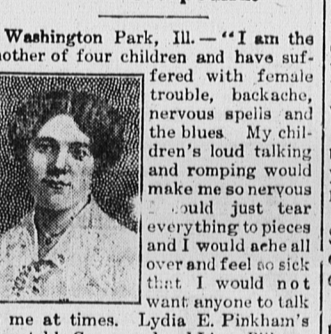 Washington Park, Ill. — "I am the
mother of four children and have suf-
fered with female
trouble, backache,
nervous spells and
the blues. My chil-
dren's loud talking
and romping would
make me so nervous
could just tear
everything to pieces
and I would ache all
over and feel so sick
that I would not
want anyone to talk
me at times. Lydia E. Pinkham's